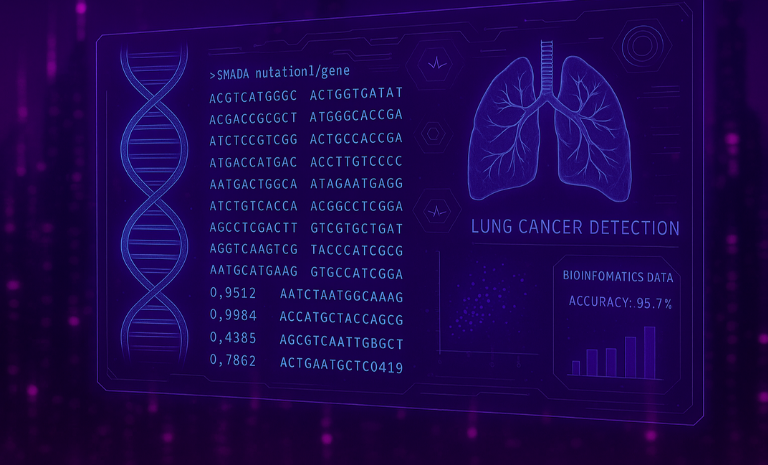 >SMADA nutation1/gene
ACGTCATGGGC ACTGGTGATAT
ACGACCGCGCT ATGGGCACCGA
ATCTCCGTCGG ACTGCCACCGA
ATGACCATGAC ACCTTGTCCCC
AATGACTGGCA ATAGAATGAGG
ATCTGTCACCA ACGGCCTCGGA
AGCCTCGACTT GTCGTGCTGAT
AGGTCAAGTCG TACCCATCGCG
AATGCATGAAG GTGCCATCGGA
0,9512 AATCTAATGGCAAAG
0,9984 ACCATGCTACCAGCG
0,4385 AGCGTCAATTGBGCT
0,7862 ACTGAATGCTC0419
LUNG CANCER DETECTION
BIOINFOMATICS DATA
ACCURACY:.95.7%